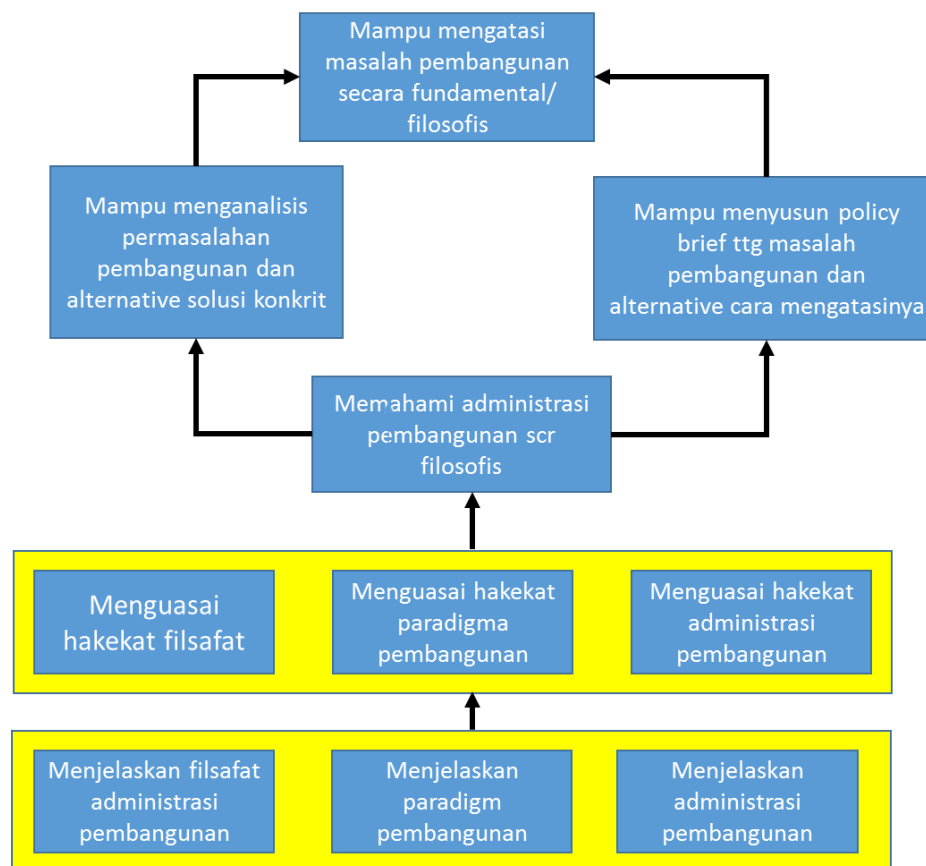 Mampu mengatasi
masalah pembangunan
secara fundamental/
filosofis
Mampu menganalisis
permasalahan
pembangunan dan
alternative solusi konkrit
Mampu menyusun policy
brief ttg masalah
pembangunan dan
alternative cara mengatasinya
Memahami administrasi
pembangunan scr
filosofis
Menguasai
hakekat filsafat
Menguasai hakekat
paradigma
pembangunan
Menguasai hakekat
administrasi
pembangunan
Menjelaskan filsafat
administrasi
pembangunan
Menjelaskan
paradigm
pembangunan
Menjelaskan
administrasi
pembangunan